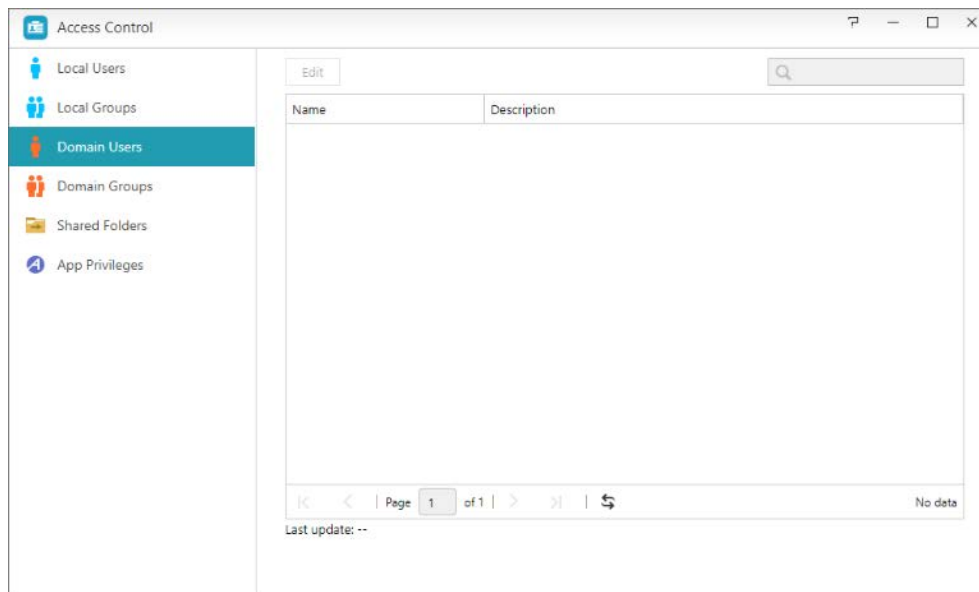 Access Control
Local Users
Local Groups
Domain Users
Domain Groups
Shared Folders
App Privileges
Edit
Name Description
Page 1 of 1 No data
Last update: --